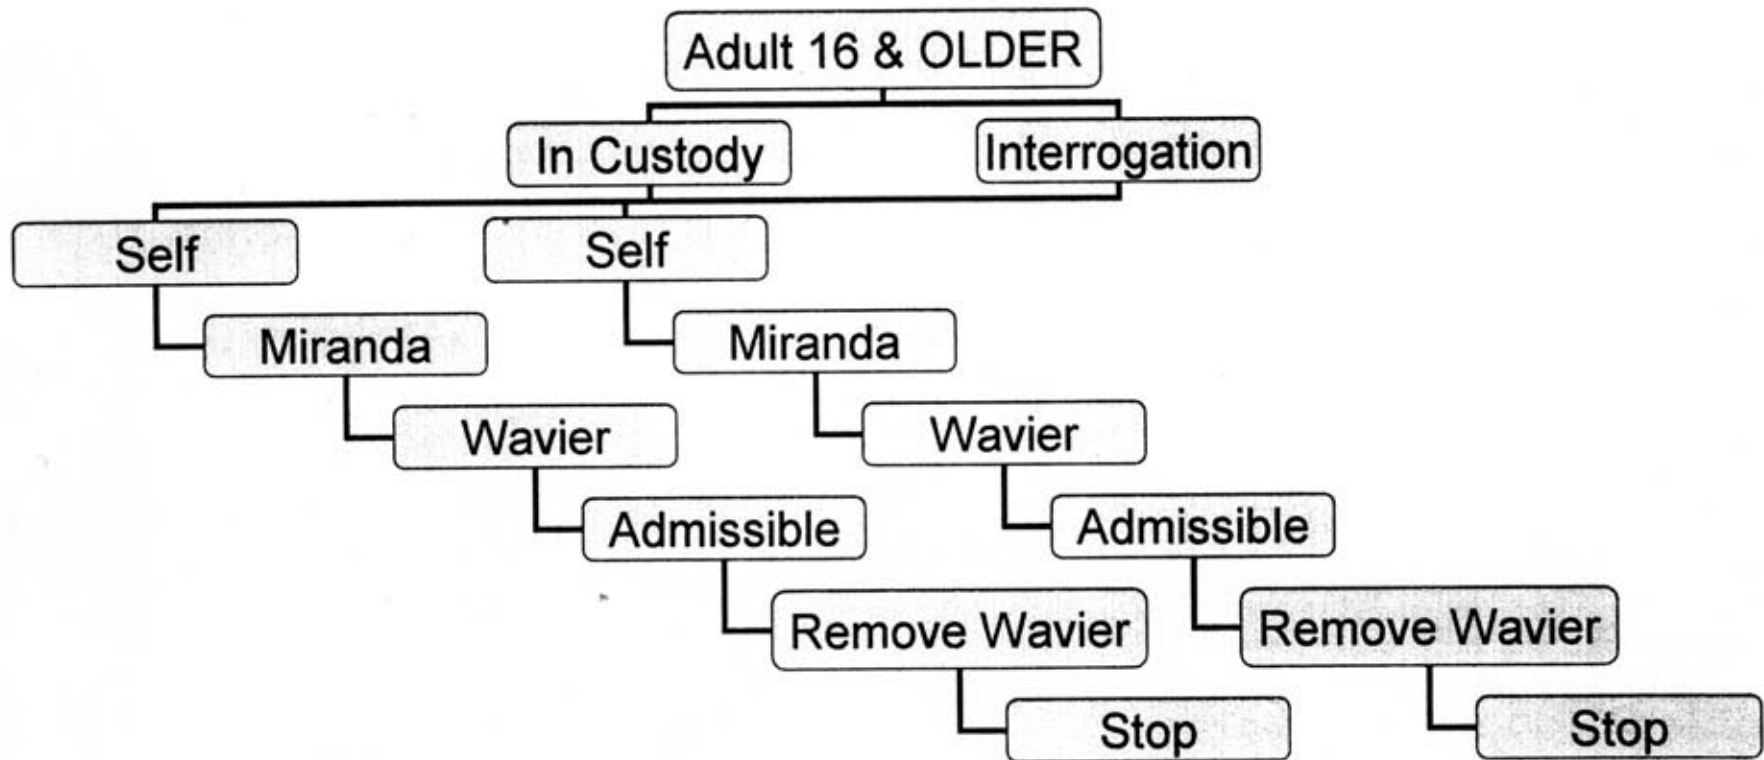 Adult 16 & OLDER
In Custody
Interrogation
Self
Self
Miranda
Miranda
Wavier
Wavier
Admissible
Admissible
Remove Wavier
Remove Wavier
Stop
Stop